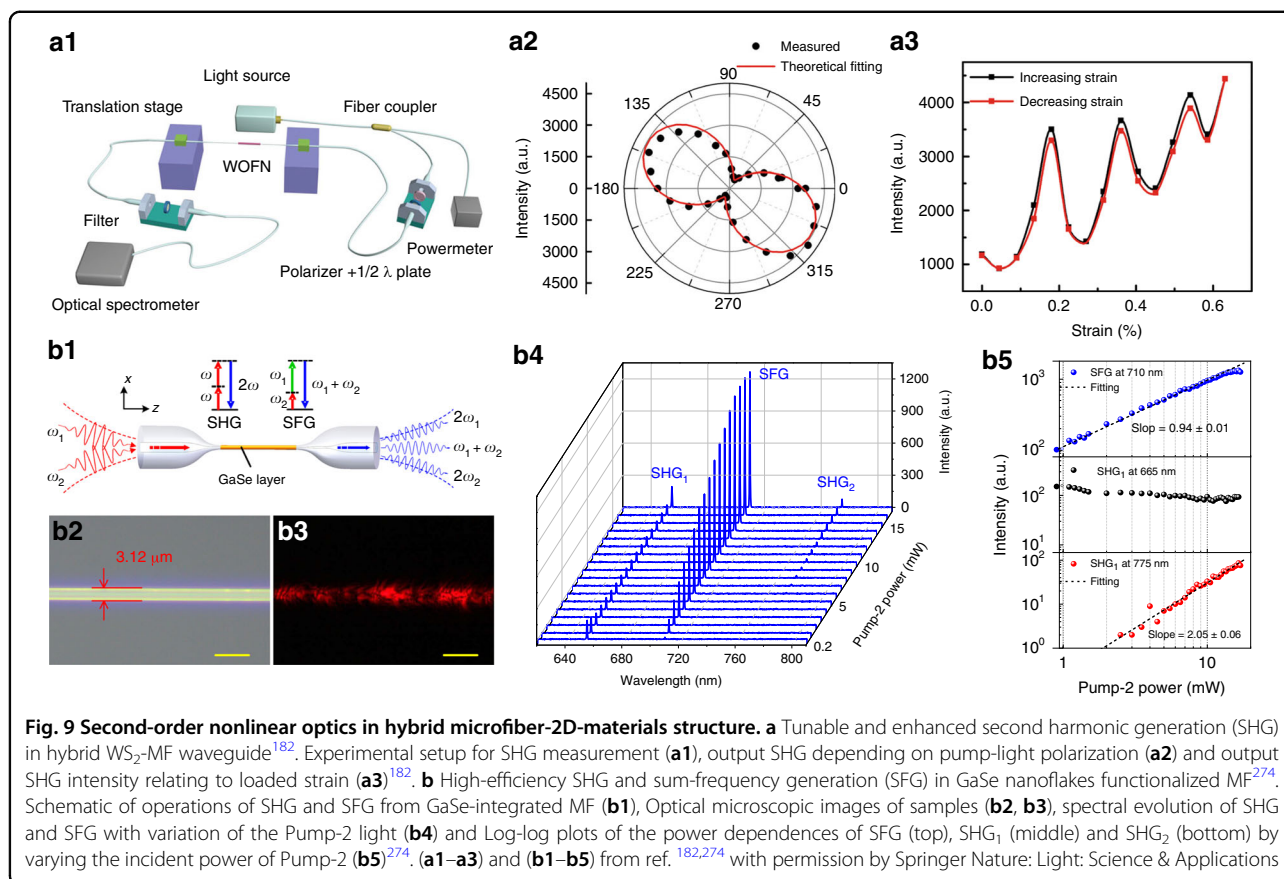 a1
Light source
Translation stage
Fiber coupler
WOFN
Filter
Powermeter
Polarizer +1/2 λ plate
Optical spectrometer
a2
Measured
Theoretical fitting
Intensity (a.u.)
4500
3000
1500
0
1500
3000
4500
90
135
45
180
0
225
315
270
a3
Increasing strain
Decreasing strain
Intensity (a.u.)
4000
3000
2000
1000
0.0 0.2 0.4 0.6
Strain (%)
b1
x
z
ω
ω
2ω
SHG
ω1
ω2
ω1 + ω2
SFG
ω1
ω2
2ω1
ω1 + ω2
2ω2
GaSe layer
b2
3.12 μm
b3
b4
SFG
SHG1
SHG2
1200
900
600
300
0
Intensity (a.u.)
15
10
5
0.2
Pump-2 power (mW)
640 680 720 760 800
Wavelength (nm)
b5
SFG at 710 nm
Fitting
Slop = 0.94 ± 0.01
SHG1 at 665 nm
SHG1 at 775 nm
Fitting
Slope = 2.05 ± 0.06
Intensity (a.u.)
10³
10²
10²
10¹
10²
10¹
10⁰
1 10
Pump-2 power (mW)
Fig. 9 Second-order nonlinear optics in hybrid microfiber-2D-materials structure. a Tunable and enhanced second harmonic generation (SHG)
in hybrid WS2-MF waveguide182. Experimental setup for SHG measurement (a1), output SHG depending on pump-light polarization (a2) and output
SHG intensity relating to loaded strain (a3)182. b High-efficiency SHG and sum-frequency generation (SFG) in GaSe nanoflakes functionalized MF274.
Schematic of operations of SHG and SFG from GaSe-integrated MF (b1), Optical microscopic images of samples (b2, b3), spectral evolution of SHG
and SFG with variation of the Pump-2 light (b4) and Log-log plots of the power dependences of SFG (top), SHG1 (middle) and SHG2 (bottom) by
varying the incident power of Pump-2 (b5)274. (a1–a3) and (b1–b5) from ref. 182,274 with permission by Springer Nature: Light: Science & Applications